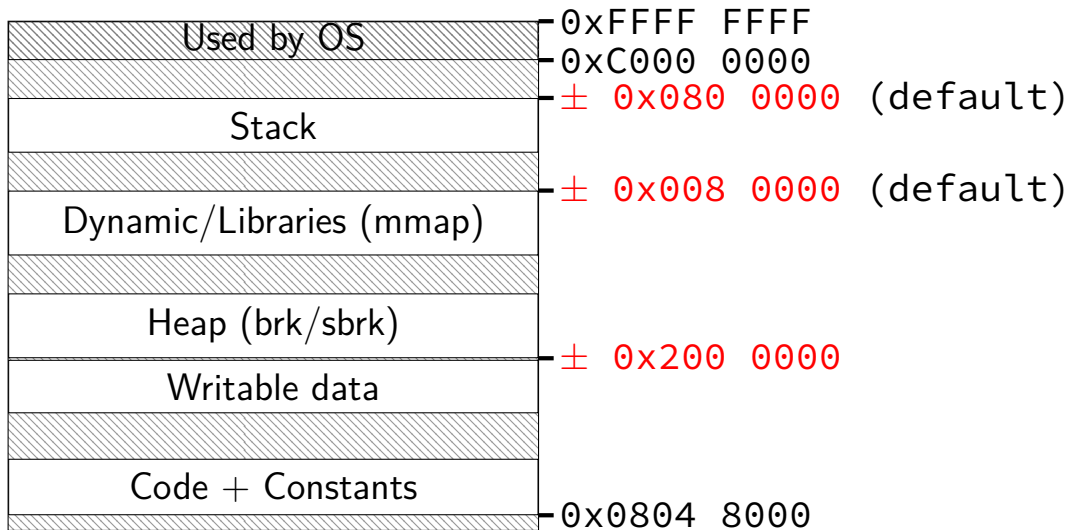 0xFFFF FFFF
Used by OS
0xC000 0000
± 0x080 0000 (default)
Stack
± 0x008 0000 (default)
Dynamic/Libraries (mmap)
Heap (brk/sbrk)
± 0x200 0000
Writable data
Code + Constants
0x0804 8000